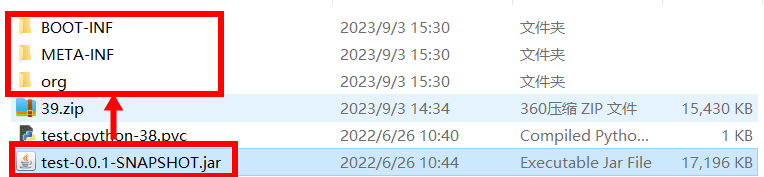 BOOT-INF 2023/9/3 15:30 文件夹
META-INF 2023/9/3 15:30 文件夹
org 2023/9/3 15:30 文件夹
39.zip 2023/9/3 14:34 360压缩 ZIP 文件 15,430 KB
test.cpython-38.pyc 2022/6/26 10:40 Compiled Pytho... 1 KB
test-0.0.1-SNAPSHOT.jar 2022/6/26 10:44 Executable Jar File 17,196 KB